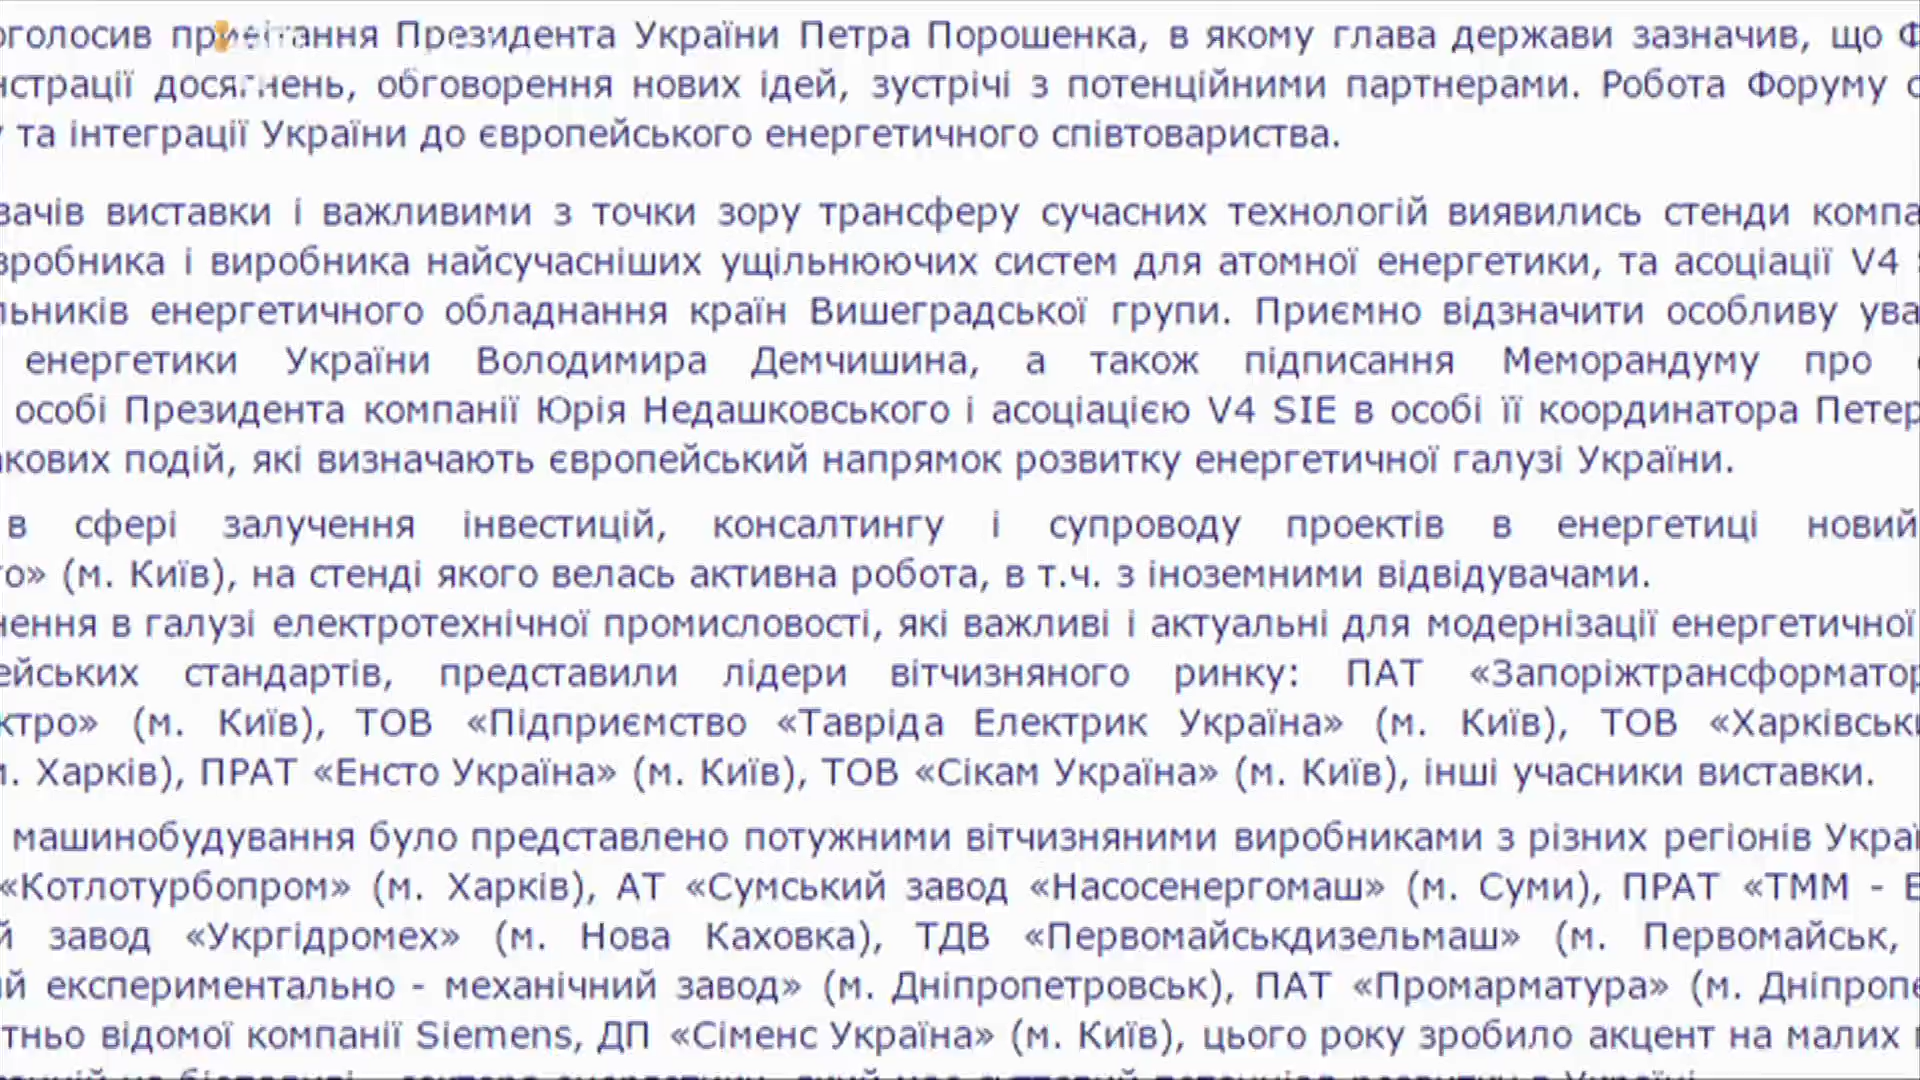 оголосив привітання Президента України Петра Порошенка, в якому глава держави зазначив, що Ф
нстрації досягнень, обговорення нових ідей, зустрічі з потенційними партнерами. Робота Форуму с
у та інтеграції України до європейського енергетичного співтовариства.
вачів виставки і важливими з точки зору трансферу сучасних технологій виявились стенди компа
зробника і виробника найсучасніших ущільнюючих систем для атомної енергетики, та асоціації V4
льників енергетичного обладнання країн Вишеградської групи. Приємно відзначити особливу ува
енергетики України Володимира Демчишина, а також підписання Меморандуму про
особі Президента компанії Юрія Недашковського і асоціацією V4 SIE в особі її координатора Петер
акових подій, які визначають європейський напрямок розвитку енергетичної галузі України.
в сфері залучення інвестицій, консалтингу і супроводу проектів в енергетиці новий
го» (м. Київ), на стенді якого велась активна робота, в т.ч. з іноземними відвідувачами.
нення в галузі електротехнічної промисловості, які важливі і актуальні для модернізації енергетичної
ейських стандартів, представили лідери вітчизняного ринку: ПАТ «Запоріжтрансформатор
ктро» (м. Київ), ТОВ «Підприємство «Тавріда Електрик Україна» (м. Київ), ТОВ «Харківськ
м. Харків), ПРАТ «Енсто Україна» (м. Київ), ТОВ «Сікам Україна» (м. Київ), інші учасники виставки.
машинобудування було представлено потужними вітчизняними виробниками з різних регіонів Украї
«Котлотурбопром» (м. Харків), АТ «Сумський завод «Насосенергомаш» (м. Суми), ПРАТ «ТММ - Е
й завод «Укргідромех» (м. Нова Каховка), ТДВ «Первомайськдизельмаш» (м. Первомайськ,
ий експериментально - механічний завод» (м. Дніпропетровськ), ПАТ «Промарматура» (м. Дніпропе
тньо відомої компанії Siemens, ДП «Сіменс Україна» (м. Київ), цього року зробило акцент на малих